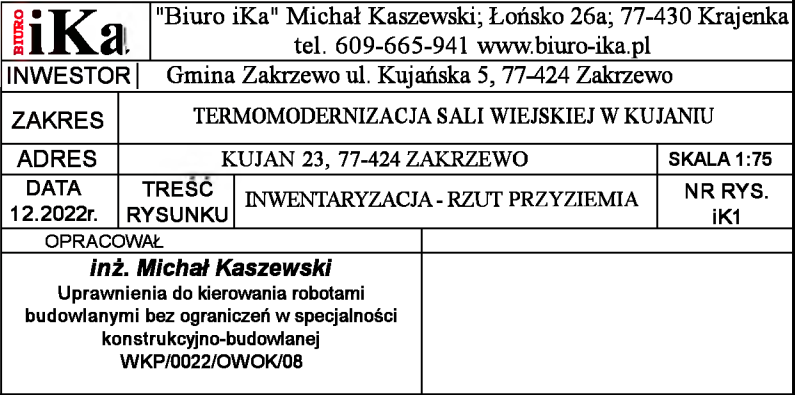 BIURO iKa "Biuro iKa" Michał Kaszewski; Łońsko 26a; 77-430 Krajenka
tel. 609-665-941 www.biuro-ika.pl
INWESTOR Gmina Zakrzewo ul. Kujańska 5, 77-424 Zakrzewo
ZAKRES TERMOMODERNIZACJA SALI WIEJSKIEJ W KUJANIU
ADRES KUJAN 23, 77-424 ZAKRZEWO SKALA 1:75
DATA
12.2022r.
TREŚĆ
RYSUNKU
INWENTARYZACJA - RZUT PRZYZIEMIA
NR RYS.
iK1
OPRACOWAŁ
inż. Michał Kaszewski
Uprawnienia do kierowania robotami
budowlanymi bez ograniczeń w specjalności
konstrukcyjno-budowlanej
WKP/0022/OWOK/08